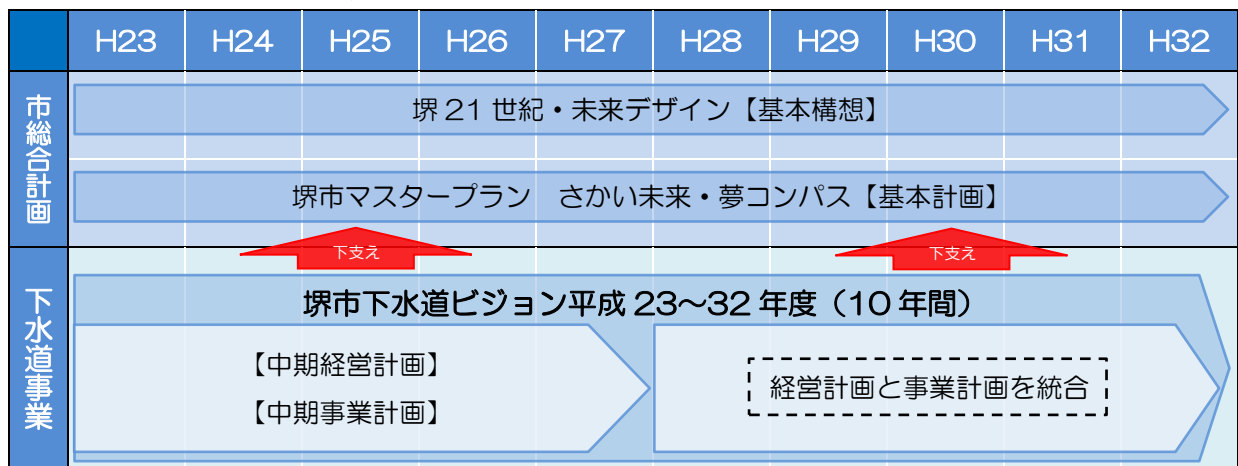 H23 H24 H25 H26 H27 H28 H29 H30 H31 H32
市総合計画
堺21世紀・未来デザイン【基本構想】
堺市マスタープラン　さかい未来・夢コンパス【基本計画】
下支え 下支え
下水道事業
堺市下水道ビジョン平成23～32年度（10年間）
【中期経営計画】
【中期事業計画】
経営計画と事業計画を統合